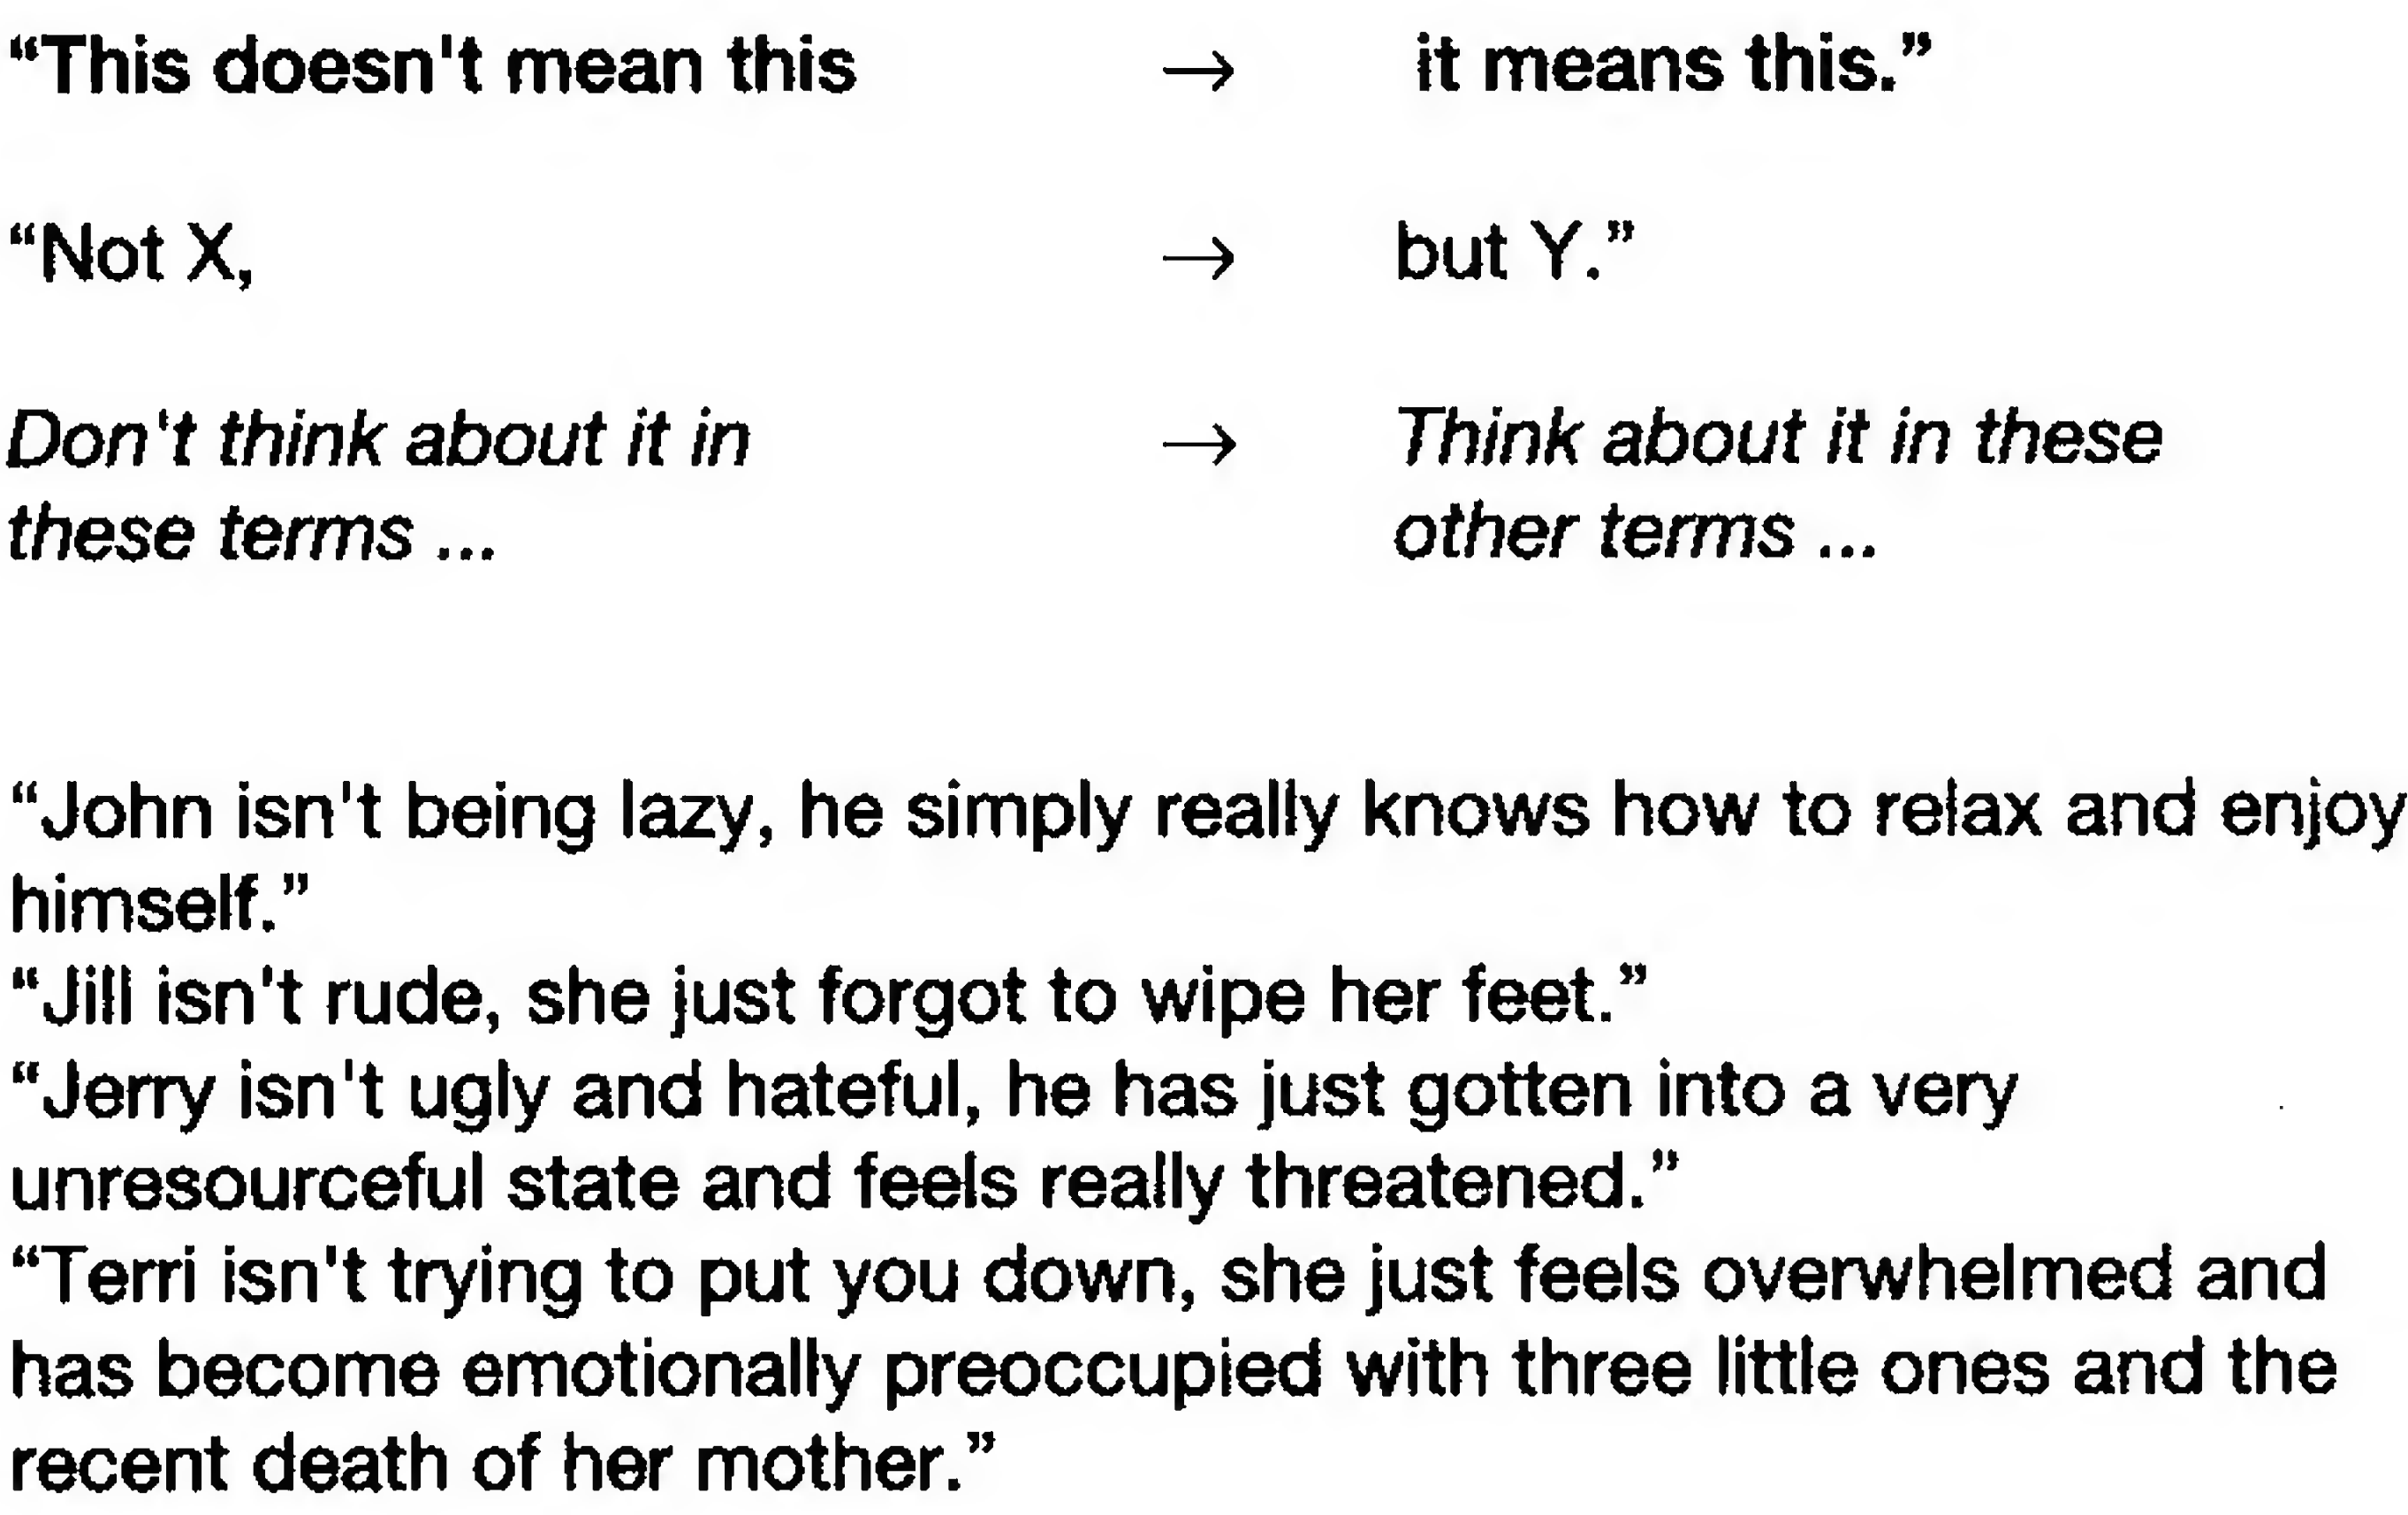 “This doesn't mean this → it means this.”
“Not X, → but Y.”
Don't think about it in → Think about it in these
these terms ... other terms ...
“John isn't being lazy, he simply really knows how to relax and enjoy
himself.”
“Jill isn't rude, she just forgot to wipe her feet.”
“Jerry isn't ugly and hateful, he has just gotten into a very
unresourceful state and feels really threatened.”
“Terri isn't trying to put you down, she just feels overwhelmed and
has become emotionally preoccupied with three little ones and the
recent death of her mother.”